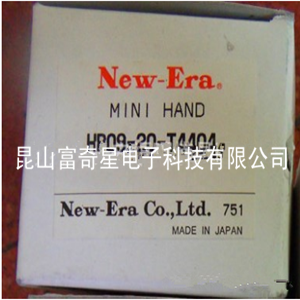 New-Era®
MINI HAND
HP09-20-T4404
昆山富奇星电子科技有限公司
New-Era Co.,Ltd. 751
MADE IN JAPAN